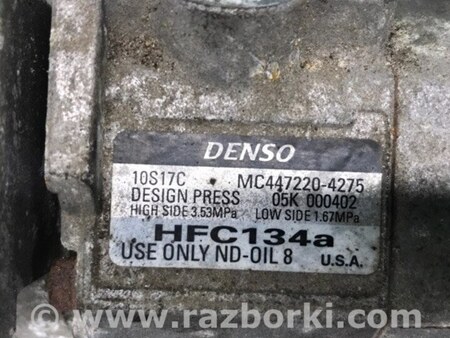 DENSO
10S17C MC447220-4275
DESIGN PRESS 05K 000402
HIGH SIDE 3.53MPa LOW SIDE 1.67MPa
HFC134a
USE ONLY ND-OIL 8 U.S.A.
© www.razborki.com